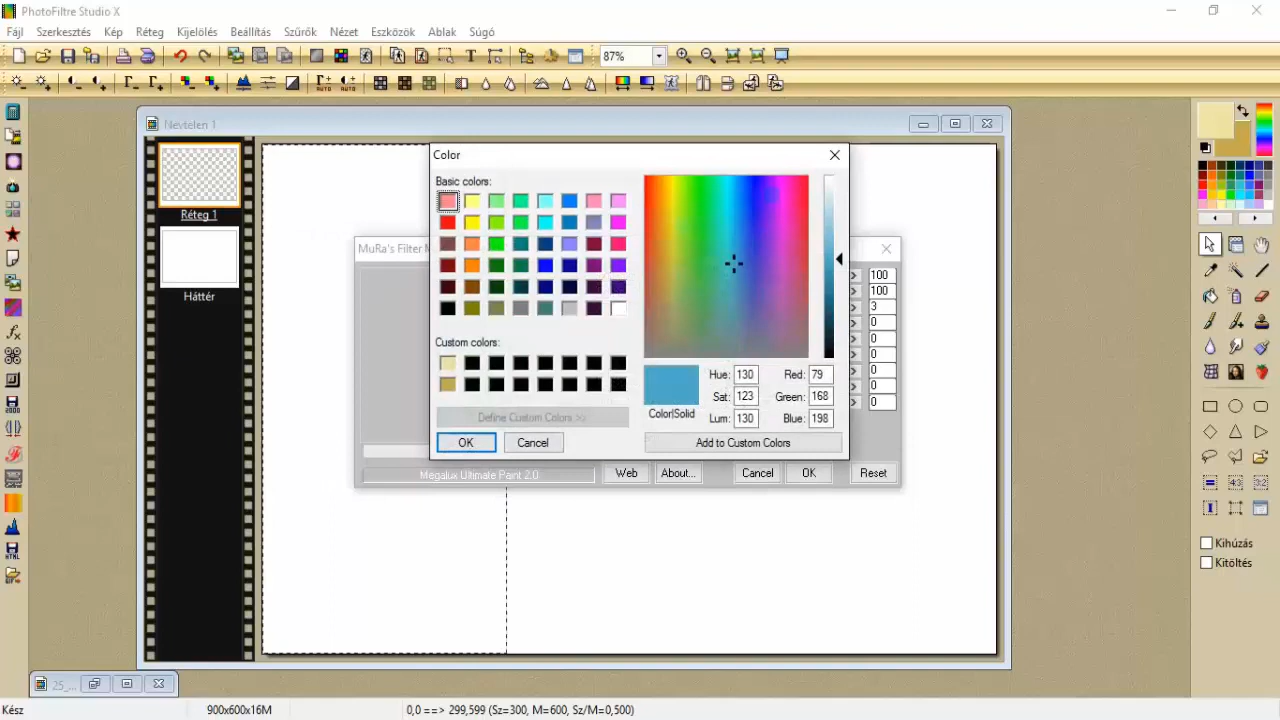 PhotoFiltre Studio X
Fájl Szerkesztés Kép Réteg Kijelölés Beállítás Szűrők Nézet Eszközök Ablak Súgó
87%
AUTO AUTO
Névtelen 1
Color
Basic colors:
Réteg 1
MuRa's Filter M
100
100
3
0
0
0
0
0
0
Háttér
Custom colors:
Hue: 130 Red: 79
Sat: 123 Green: 168
Color|Solid
Lum: 130 Blue: 198
Define Custom Colors >>
OK Cancel Add to Custom Colors
Megalux Ultimate Paint 2.0 Web About... Cancel OK Reset
Kihúzás
Kitöltés
HTML
25_...
Kész 900x600x16M 0,0 ==> 299,599 (Sz=300, M=600, Sz/M=0,500)